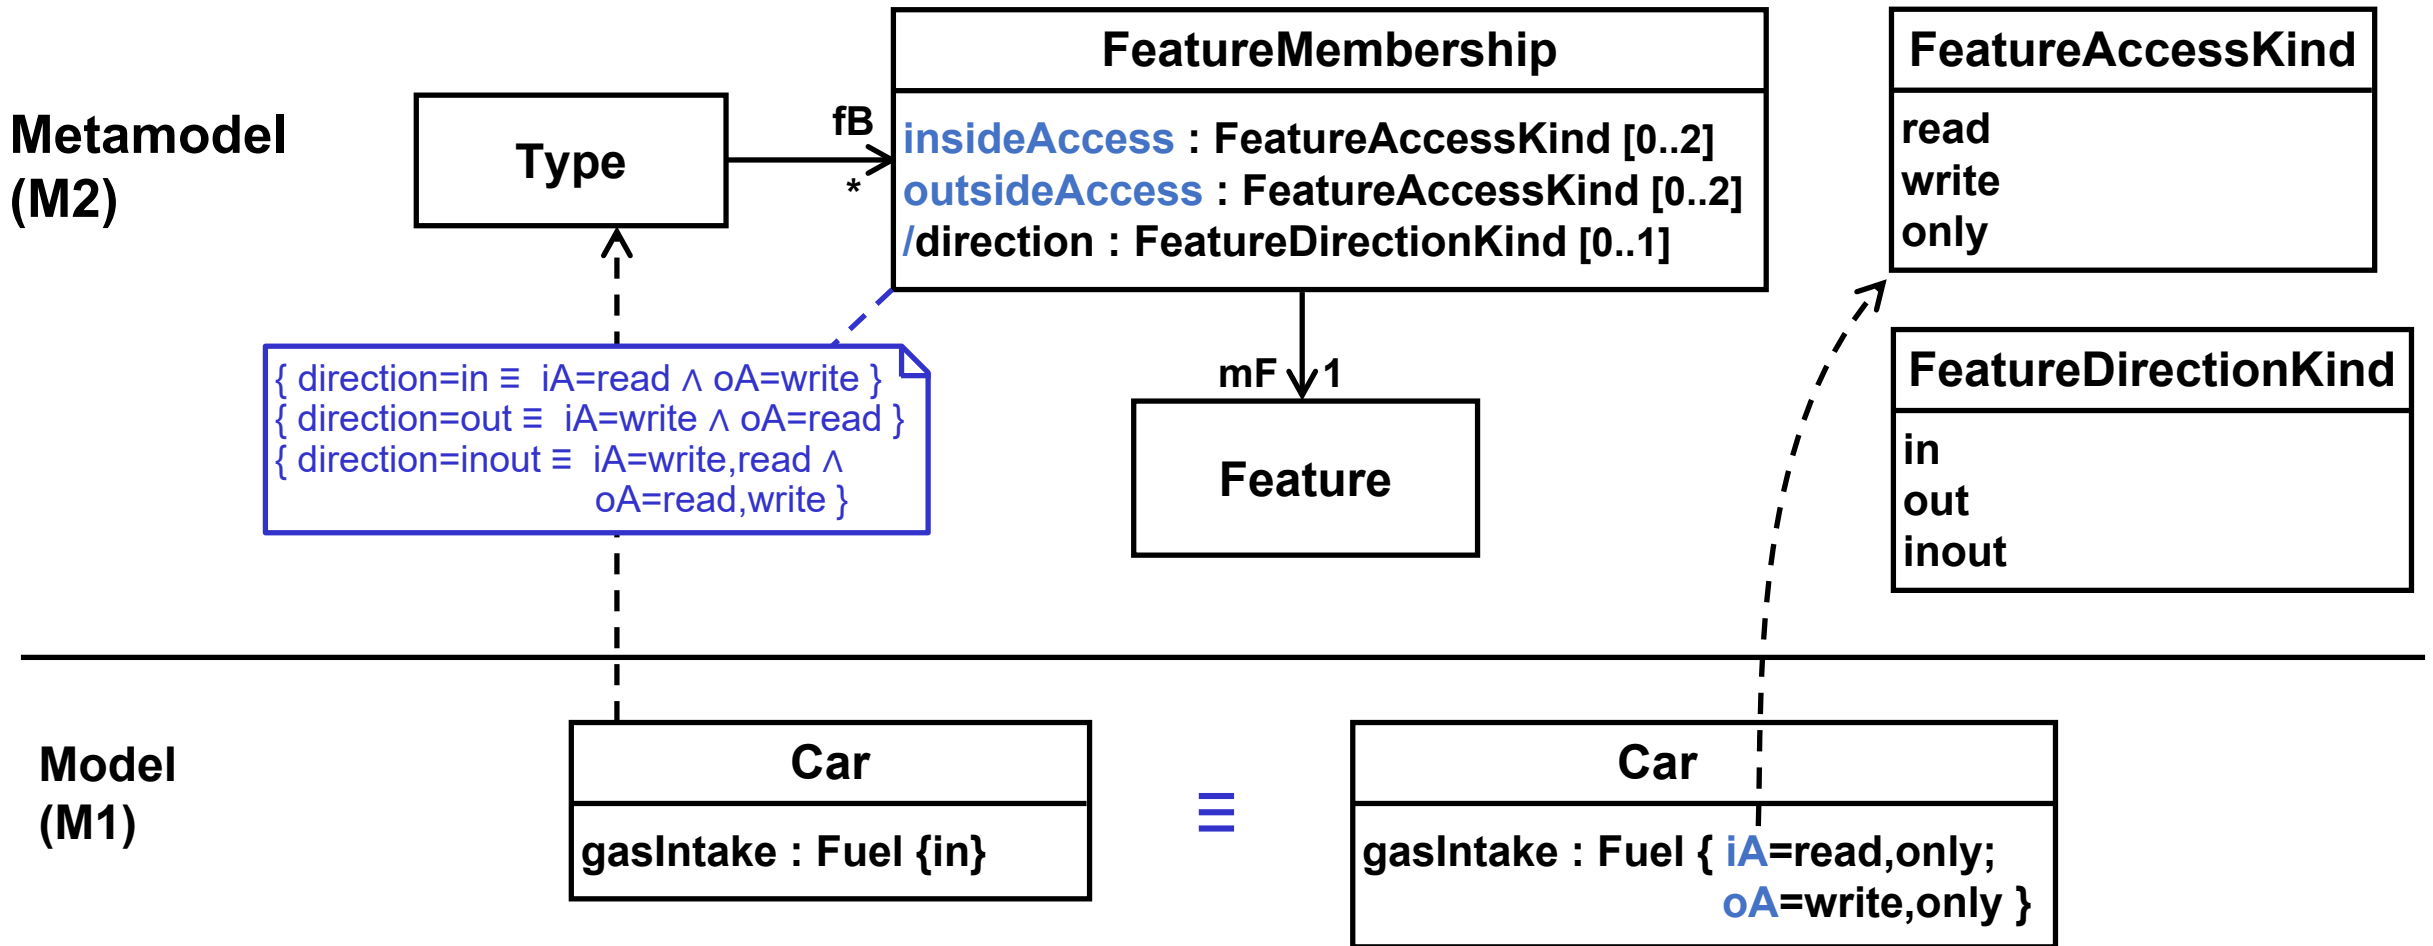 Metamodel
(M2)
Type
fB
*
FeatureMembership
insideAccess : FeatureAccessKind [0..2]
outsideAccess : FeatureAccessKind [0..2]
/direction : FeatureDirectionKind [0..1]
FeatureAccessKind
read
write
only
{ direction=in ≡ iA=read ∧ oA=write }
{ direction=out ≡ iA=write ∧ oA=read }
{ direction=inout ≡ iA=write,read ∧
oA=read,write }
mF 1
Feature
FeatureDirectionKind
in
out
inout
Model
(M1)
Car
gasIntake : Fuel {in}
≡
Car
gasIntake : Fuel { iA=read,only;
oA=write,only }